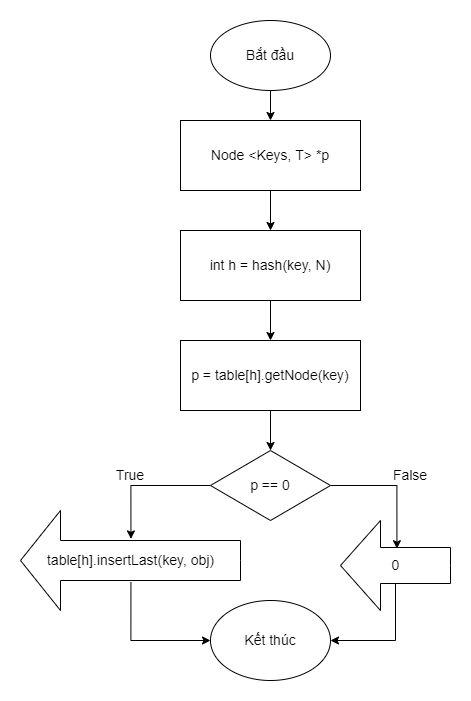 Bắt đầu
Node <Keys, T> *p
int h = hash(key, N)
p = table[h].getNode(key)
p == 0
True
False
table[h].insertLast(key, obj)
0
Kết thúc